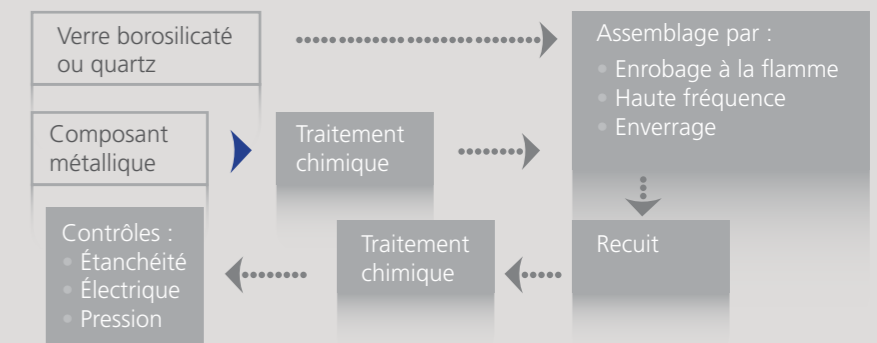 Verre borosilicaté
ou quartz
Assemblage par :
• Enrobage à la flamme
• Haute fréquence
• Enverrage
Composant
métallique
Traitement
chimique
Contrôles :
• Étanchéité
• Électrique
• Pression
Traitement
chimique
Recuit